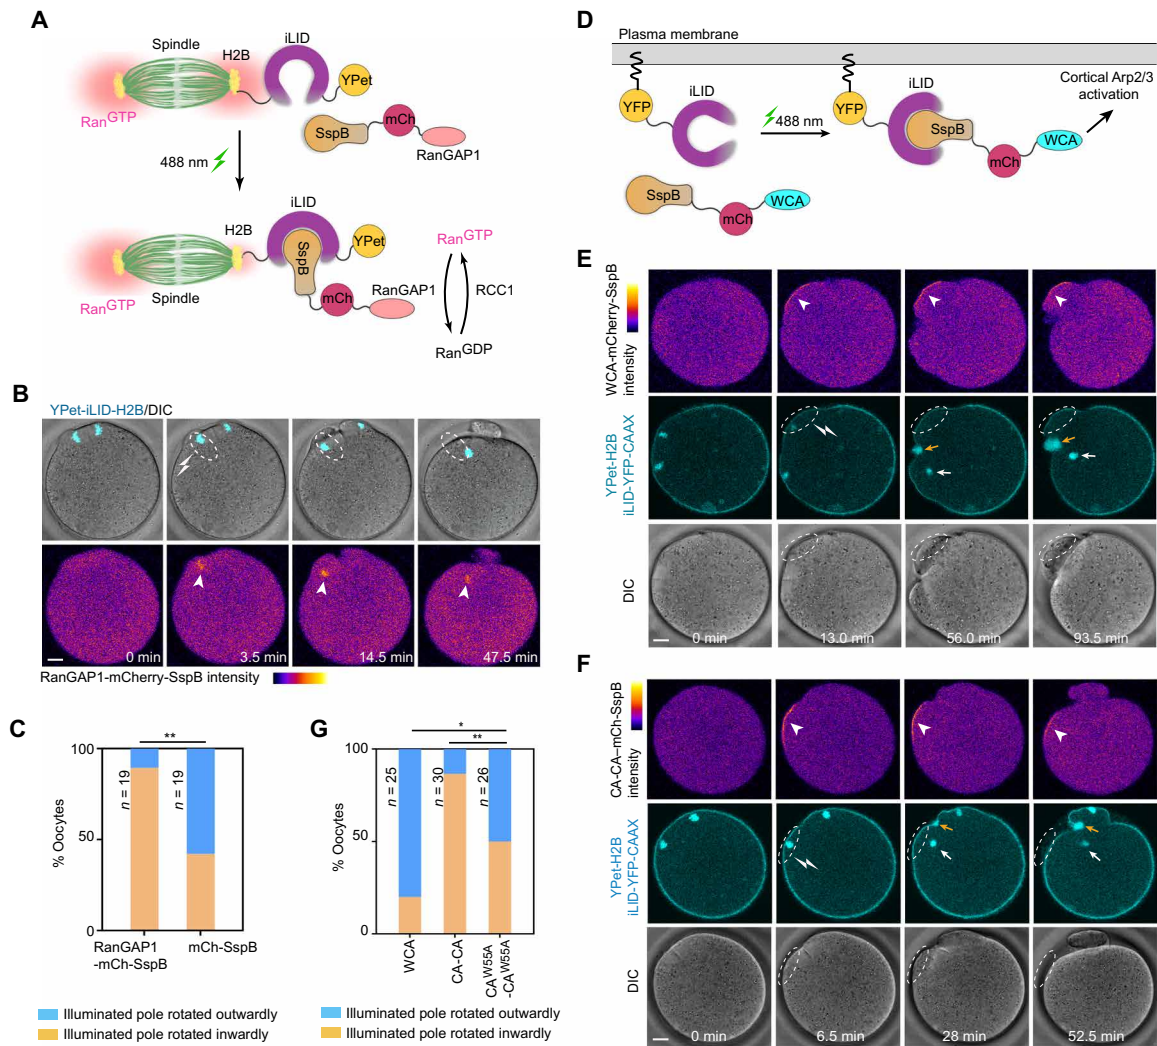 A
Spindle
H2B
iLID
YPet
RanGTP
SspB
mCh
RanGAP1
488 nm
iLID
H2B
YPet
SspB
RanGTP
Spindle
RanGTP
mCh
RanGAP1
RCC1
RanGDP
B
YPet-iLID-H2B/DIC
0 min
3.5 min
14.5 min
47.5 min
RanGAP1-mCherry-SspB intensity
C
**
100
50
0
% Oocytes
n = 19
n = 19
RanGAP1
-mCh-SspB
mCh-SspB
Illuminated pole rotated outwardly
Illuminated pole rotated inwardly
D
Plasma membrane
YFP
iLID
488 nm
YFP
iLID
SspB
mCh
WCA
Cortical Arp2/3
activation
SspB
mCh
WCA
E
WCA-mCherry-SspB
intensity
YPet-H2B
iLID-YFP-CAAX
DIC
0 min
13.0 min
56.0 min
93.5 min
F
CA-CA–mCh-SspB
intensity
YPet-H2B
iLID-YFP-CAAX
DIC
0 min
6.5 min
28 min
52.5 min
G
*
**
100
50
0
% Oocytes
n = 25
n = 30
n = 26
WCA
CA-CA
CAW55A
-CAW55A
Illuminated pole rotated outwardly
Illuminated pole rotated inwardly